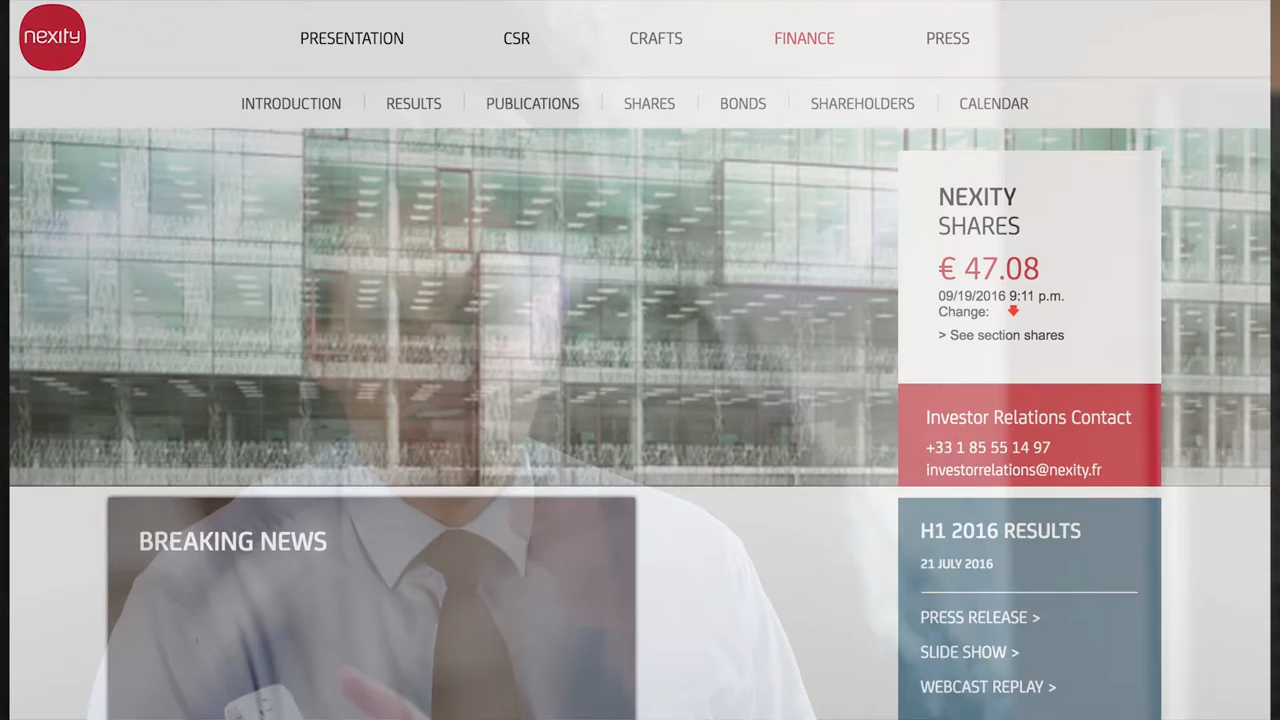 nexity
PRESENTATION
CSR
CRAFTS
FINANCE
PRESS
INTRODUCTION
RESULTS
PUBLICATIONS
SHARES
BONDS
SHAREHOLDERS
CALENDAR
NEXITY
SHARES
€ 47.08
09/19/2016 9:11 p.m.
Change:
> See section shares
Investor Relations Contact
+33 1 85 55 14 97
investorrelations@nexity.fr
BREAKING NEWS
H1 2016 RESULTS
21 JULY 2016
PRESS RELEASE >
SLIDE SHOW >
WEBCAST REPLAY >